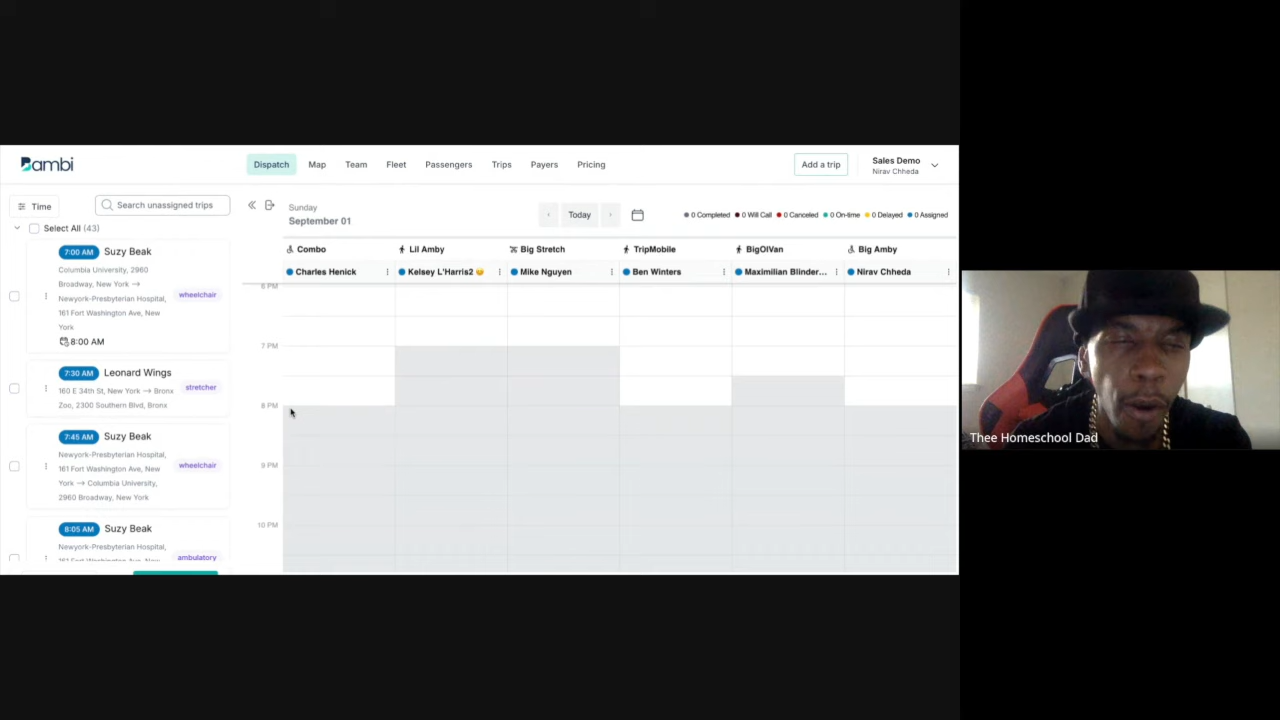 Bambi
Dispatch
Map
Team
Fleet
Passengers
Trips
Payers
Pricing
Add a trip
Sales Demo
Nirav Chheda
Time
Search unassigned trips
Select All (43)
7:00 AM Suzy Beak
Columbia University, 2960
Broadway, New York →
Newyork-Presbyterian Hospital,
161 Fort Washington Ave, New
York
wheelchair
8:00 AM
7:30 AM Leonard Wings
160 E 34th St, New York → Bronx
Zoo, 2300 Southern Blvd, Bronx
stretcher
7:45 AM Suzy Beak
Newyork-Presbyterian Hospital,
161 Fort Washington Ave, New
York → Columbia University,
2960 Broadway, New York
wheelchair
8:05 AM Suzy Beak
Newyork-Presbyterian Hospital,
161 Fort Washington Ave, New
ambulatory
Sunday
September 01
Today
0 Completed 0 Will Call 0 Canceled 0 On-time 0 Delayed 0 Assigned
Combo Lil Amby Big Stretch TripMobile BigOlVan Big Amby
Charles Henick Kelsey L'Harris2 😊 Mike Nguyen Ben Winters Maximilian Blinder... Nirav Chheda
6 PM
7 PM
8 PM
9 PM
10 PM
Thee Homeschool Dad